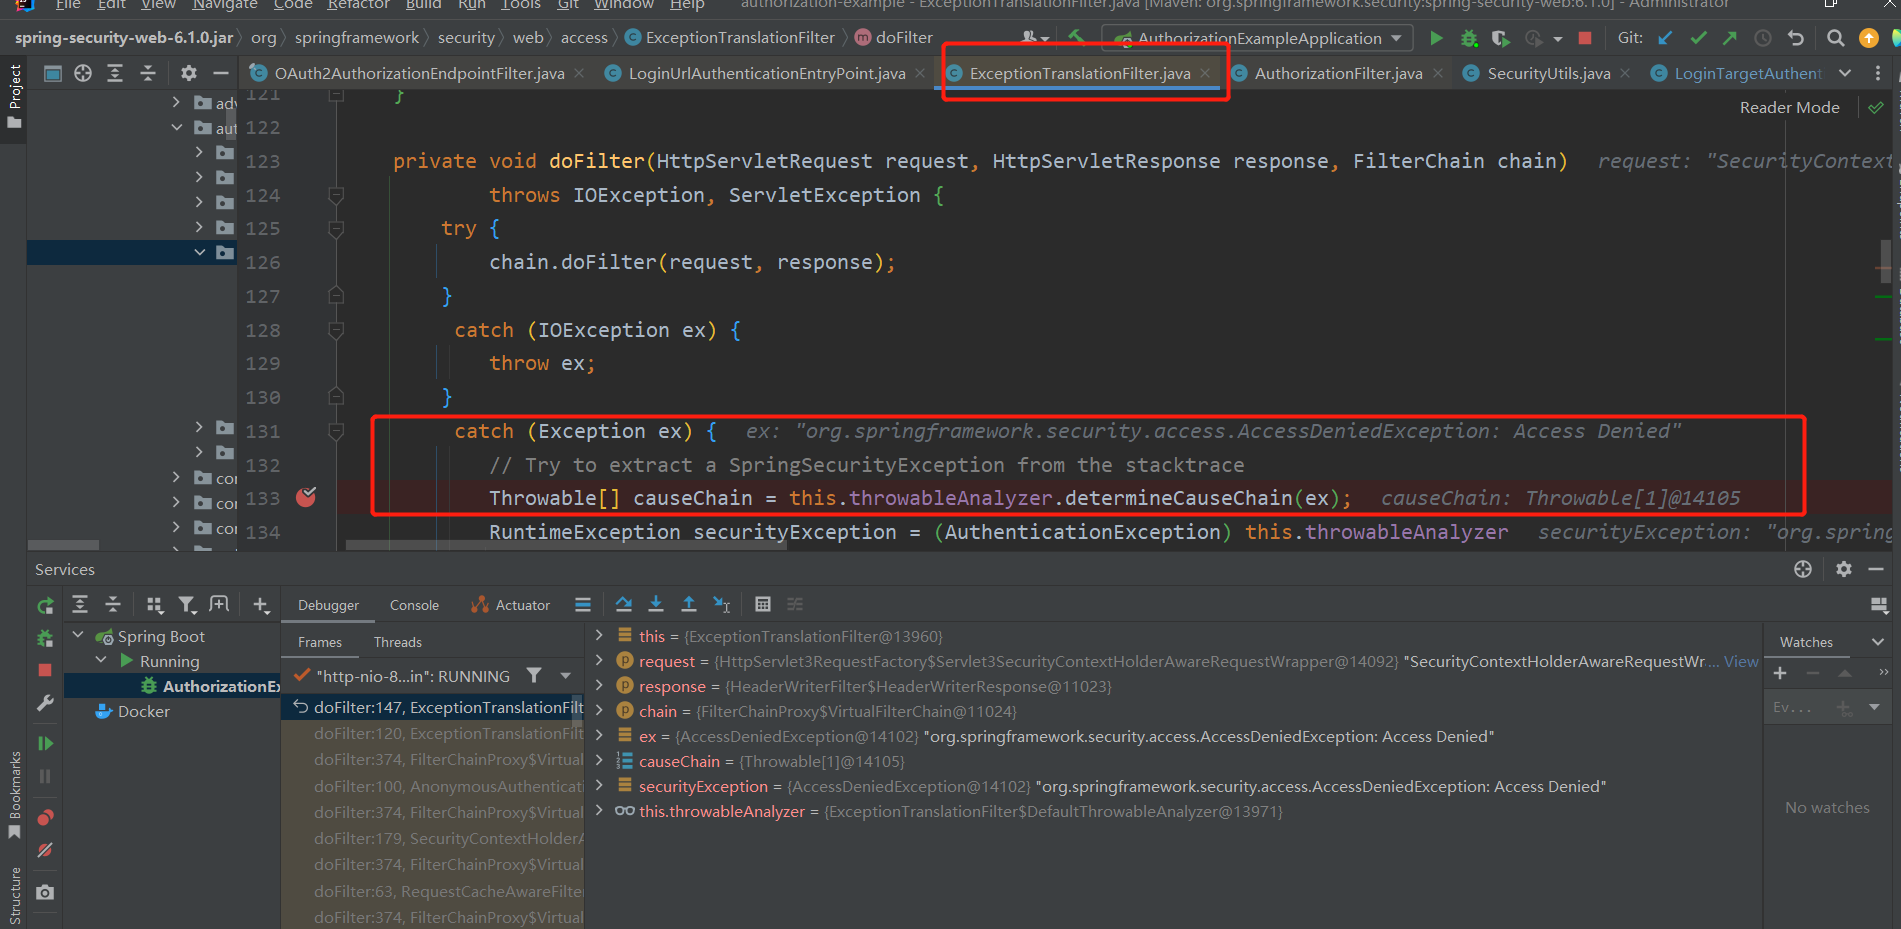 File Edit View Navigate Code Refactor Build Run Tools Git Window Help authorization-example - ExceptionTranslationFilter.java [Maven: org.springframework.security:spring-security-web:6.1.0] - Administrator
spring-security-web-6.1.0.jar org springframework security web access ExceptionTranslationFilter doFilter AuthorizationExampleApplication Git:
OAuth2AuthorizationEndpointFilter.java LoginUrlAuthenticationEntryPoint.java ExceptionTranslationFilter.java AuthorizationFilter.java SecurityUtils.java LoginTargetAuthent
Project
Reader Mode
adv
aut
cor
cor
cor
121 }
122
123 private void doFilter(HttpServletRequest request, HttpServletResponse response, FilterChain chain) request: "SecurityContext
124 throws IOException, ServletException {
125 try {
126 chain.doFilter(request, response);
127 }
128 catch (IOException ex) {
129 throw ex;
130 }
131 catch (Exception ex) { ex: "org.springframework.security.access.AccessDeniedException: Access Denied"
132 // Try to extract a SpringSecurityException from the stacktrace
133 Throwable[] causeChain = this.throwableAnalyzer.determineCauseChain(ex); causeChain: Throwable[1]@14105
134 RuntimeException securityException = (AuthenticationException) this.throwableAnalyzer securityException: "org.spring
Services
Debugger Console Actuator
Spring Boot
Running
AuthorizationEx
Docker
Frames Threads
"http-nio-8...in": RUNNING
doFilter:147, ExceptionTranslationFilt
doFilter:120, ExceptionTranslationFilt
doFilter:374, FilterChainProxy$Virtual
doFilter:100, AnonymousAuthenticati
doFilter:374, FilterChainProxy$Virtual
doFilter:179, SecurityContextHolderA
doFilter:374, FilterChainProxy$Virtual
doFilter:63, RequestCacheAwareFilter
doFilter:374, FilterChainProxy$Virtual
this = {ExceptionTranslationFilter@13960}
request = {HttpServlet3RequestFactory$Servlet3SecurityContextHolderAwareRequestWrapper@14092} "SecurityContextHolderAwareRequestWr... View
response = {HeaderWriterFilter$HeaderWriterResponse@11023}
chain = {FilterChainProxy$VirtualFilterChain@11024}
ex = {AccessDeniedException@14102} "org.springframework.security.access.AccessDeniedException: Access Denied"
causeChain = {Throwable[1]@14105}
securityException = {AccessDeniedException@14102} "org.springframework.security.access.AccessDeniedException: Access Denied"
this.throwableAnalyzer = {ExceptionTranslationFilter$DefaultThrowableAnalyzer@13971}
Watches
Ev...
No watches
Bookmarks
Structure